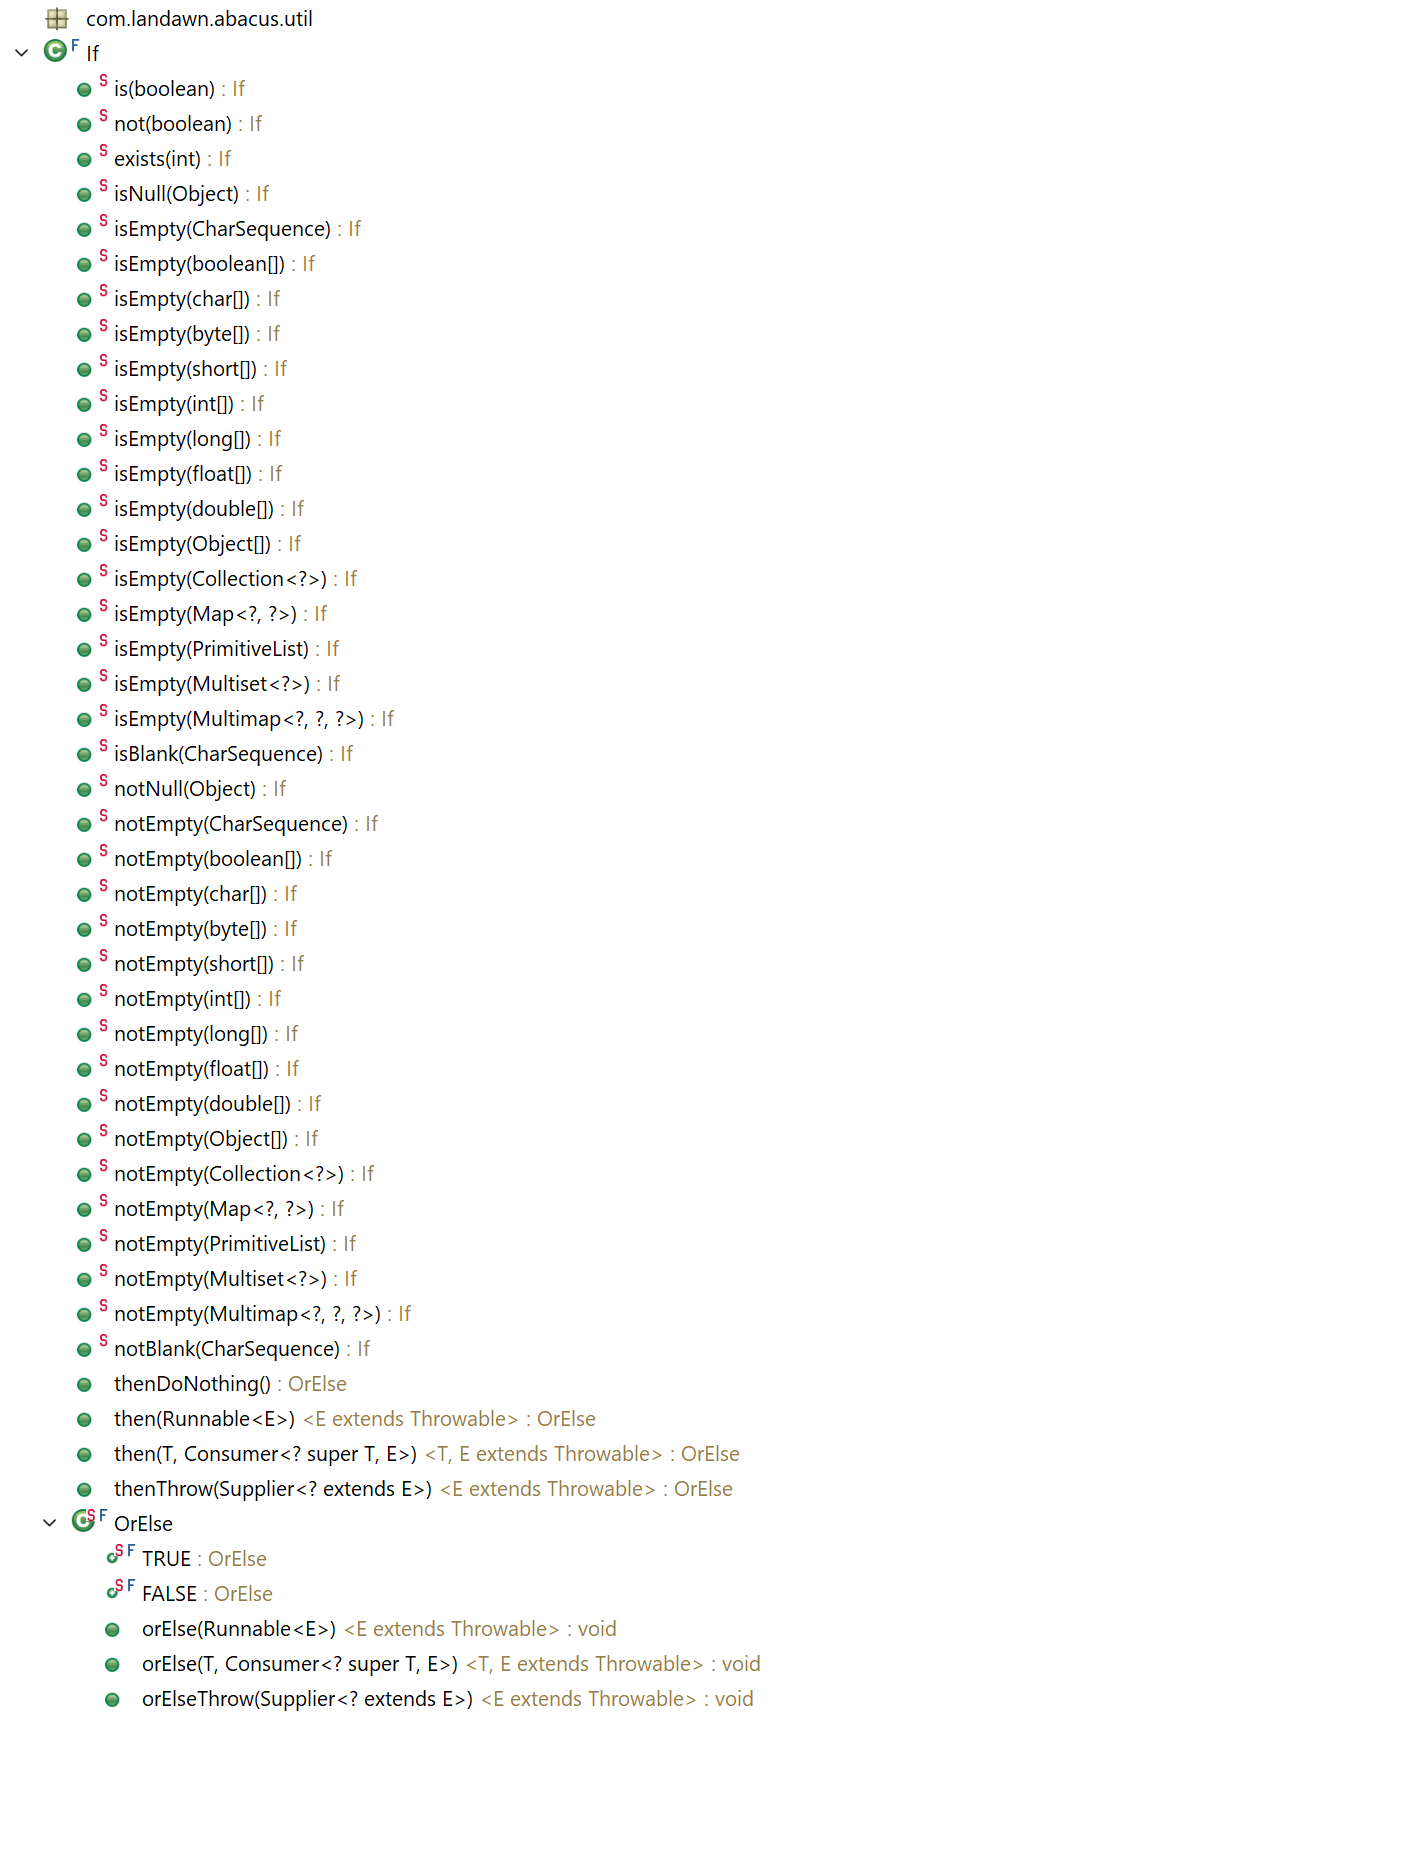 com.landawn.abacus.util
If
is(boolean) : If
not(boolean) : If
exists(int) : If
isNull(Object) : If
isEmpty(CharSequence) : If
isEmpty(boolean[]) : If
isEmpty(char[]) : If
isEmpty(byte[]) : If
isEmpty(short[]) : If
isEmpty(int[]) : If
isEmpty(long[]) : If
isEmpty(float[]) : If
isEmpty(double[]) : If
isEmpty(Object[]) : If
isEmpty(Collection<?>) : If
isEmpty(Map<?, ?>) : If
isEmpty(PrimitiveList) : If
isEmpty(Multiset<?>) : If
isEmpty(Multimap<?, ?, ?>) : If
isBlank(CharSequence) : If
notNull(Object) : If
notEmpty(CharSequence) : If
notEmpty(boolean[]) : If
notEmpty(char[]) : If
notEmpty(byte[]) : If
notEmpty(short[]) : If
notEmpty(int[]) : If
notEmpty(long[]) : If
notEmpty(float[]) : If
notEmpty(double[]) : If
notEmpty(Object[]) : If
notEmpty(Collection<?>) : If
notEmpty(Map<?, ?>) : If
notEmpty(PrimitiveList) : If
notEmpty(Multiset<?>) : If
notEmpty(Multimap<?, ?, ?>) : If
notBlank(CharSequence) : If
thenDoNothing() : OrElse
then(Runnable<E>) <E extends Throwable> : OrElse
then(T, Consumer<? super T, E>) <T, E extends Throwable> : OrElse
thenThrow(Supplier<? extends E>) <E extends Throwable> : OrElse
OrElse
TRUE : OrElse
FALSE : OrElse
orElse(Runnable<E>) <E extends Throwable> : void
orElse(T, Consumer<? super T, E>) <T, E extends Throwable> : void
orElseThrow(Supplier<? extends E>) <E extends Throwable> : void